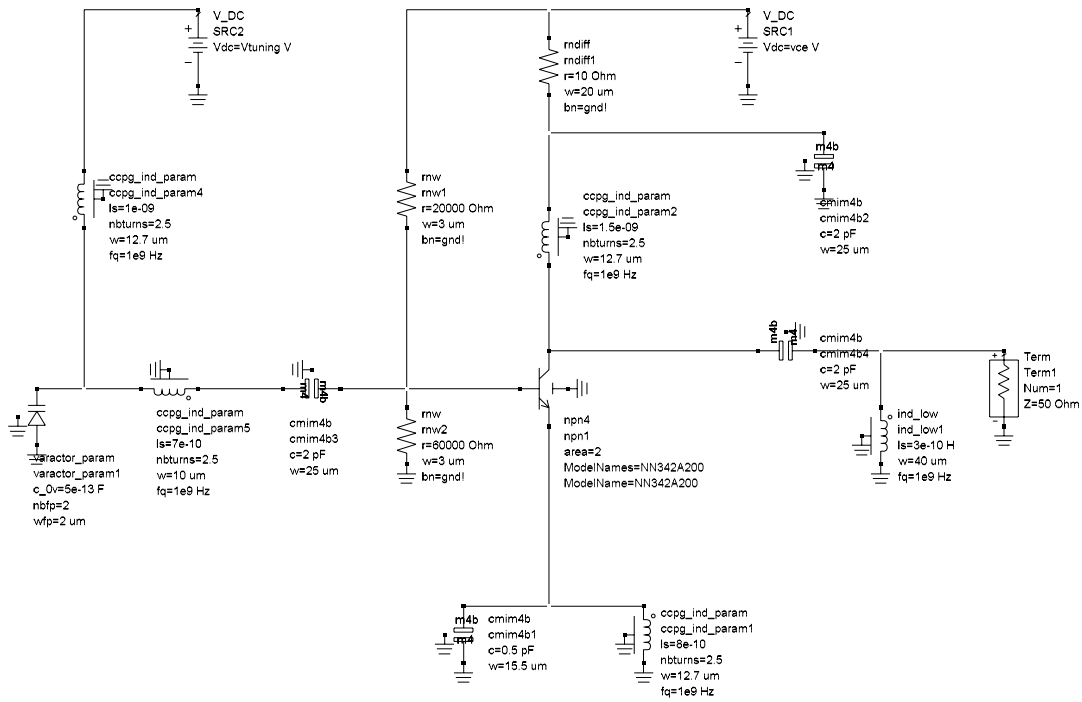 V_DC
SRC2
Vdc=Vtuning V
+
−
V_DC
SRC1
Vdc=vce V
+
−
rndiff
rndiff1
r=10 Ohm
w=20 um
bn=gnd!
m4b
m4
cmim4b
cmim4b2
c=2 pF
w=25 um
ccpg_ind_param
ccpg_ind_param4
ls=1e-09
nbturns=2.5
w=12.7 um
fq=1e9 Hz
rnw
rnw1
r=20000 Ohm
w=3 um
bn=gnd!
ccpg_ind_param
ccpg_ind_param2
ls=1.5e-09
nbturns=2.5
w=12.7 um
fq=1e9 Hz
m4b
m4
cmim4b
cmim4b4
c=2 pF
w=25 um
+
Term
Term1
Num=1
Z=50 Ohm
-
ind_low
ind_low1
ls=3e-10 H
w=40 um
fq=1e9 Hz
varactor_param
varactor_param1
c_0v=5e-13 F
nbfp=2
wfp=2 um
ccpg_ind_param
ccpg_ind_param5
ls=7e-10
nbturns=2.5
w=10 um
fq=1e9 Hz
m4
m4b
cmim4b
cmim4b3
c=2 pF
w=25 um
rnw
rnw2
r=60000 Ohm
w=3 um
bn=gnd!
npn4
npn1
area=2
ModelNames=NN342A200
ModelName=NN342A200
m4b
m4
cmim4b
cmim4b1
c=0.5 pF
w=15.5 um
ccpg_ind_param
ccpg_ind_param1
ls=8e-10
nbturns=2.5
w=12.7 um
fq=1e9 Hz